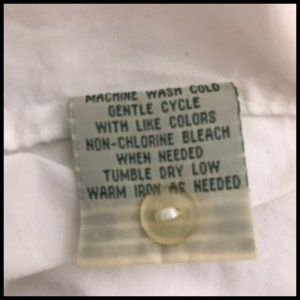 MACHINE WASH COLD
GENTLE CYCLE
WITH LIKE COLORS
NON-CHLORINE BLEACH
WHEN NEEDED
TUMBLE DRY LOW
WARM IRON AS NEEDED